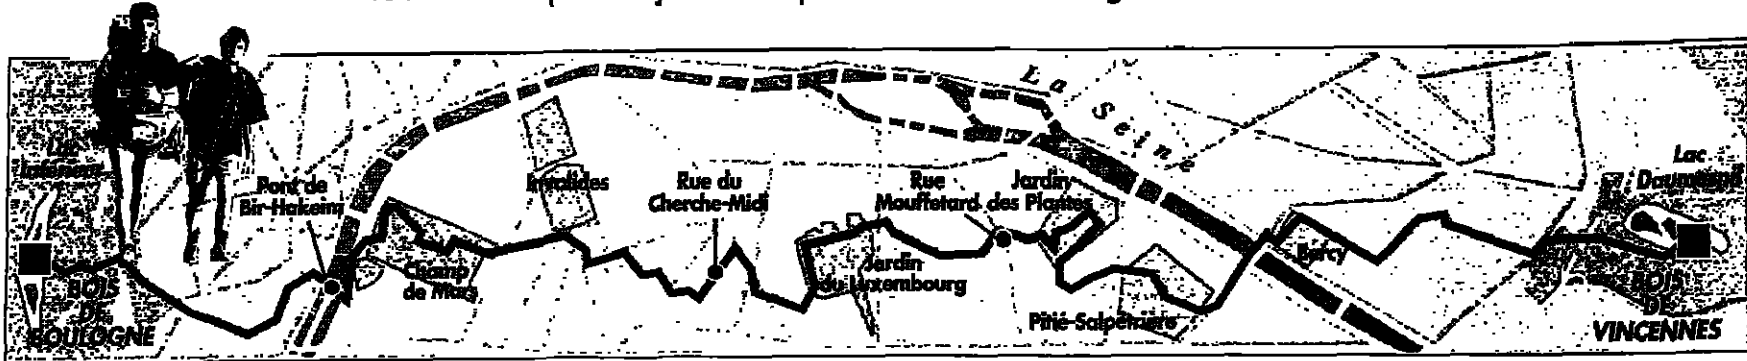 La Seine
Lac
Inférieur
Pont de
Bir-Hakeim
Invalides
Rue du
Cherche-Midi
Rue
Mouffetard
Jardin
des Plantes
Lac
Daumesnil
Champ
de Mars
Jardin
du Luxembourg
Bercy
Pitié-Salpêtrière
BOIS
DE
BOULOGNE
BOIS
DE
VINCENNES